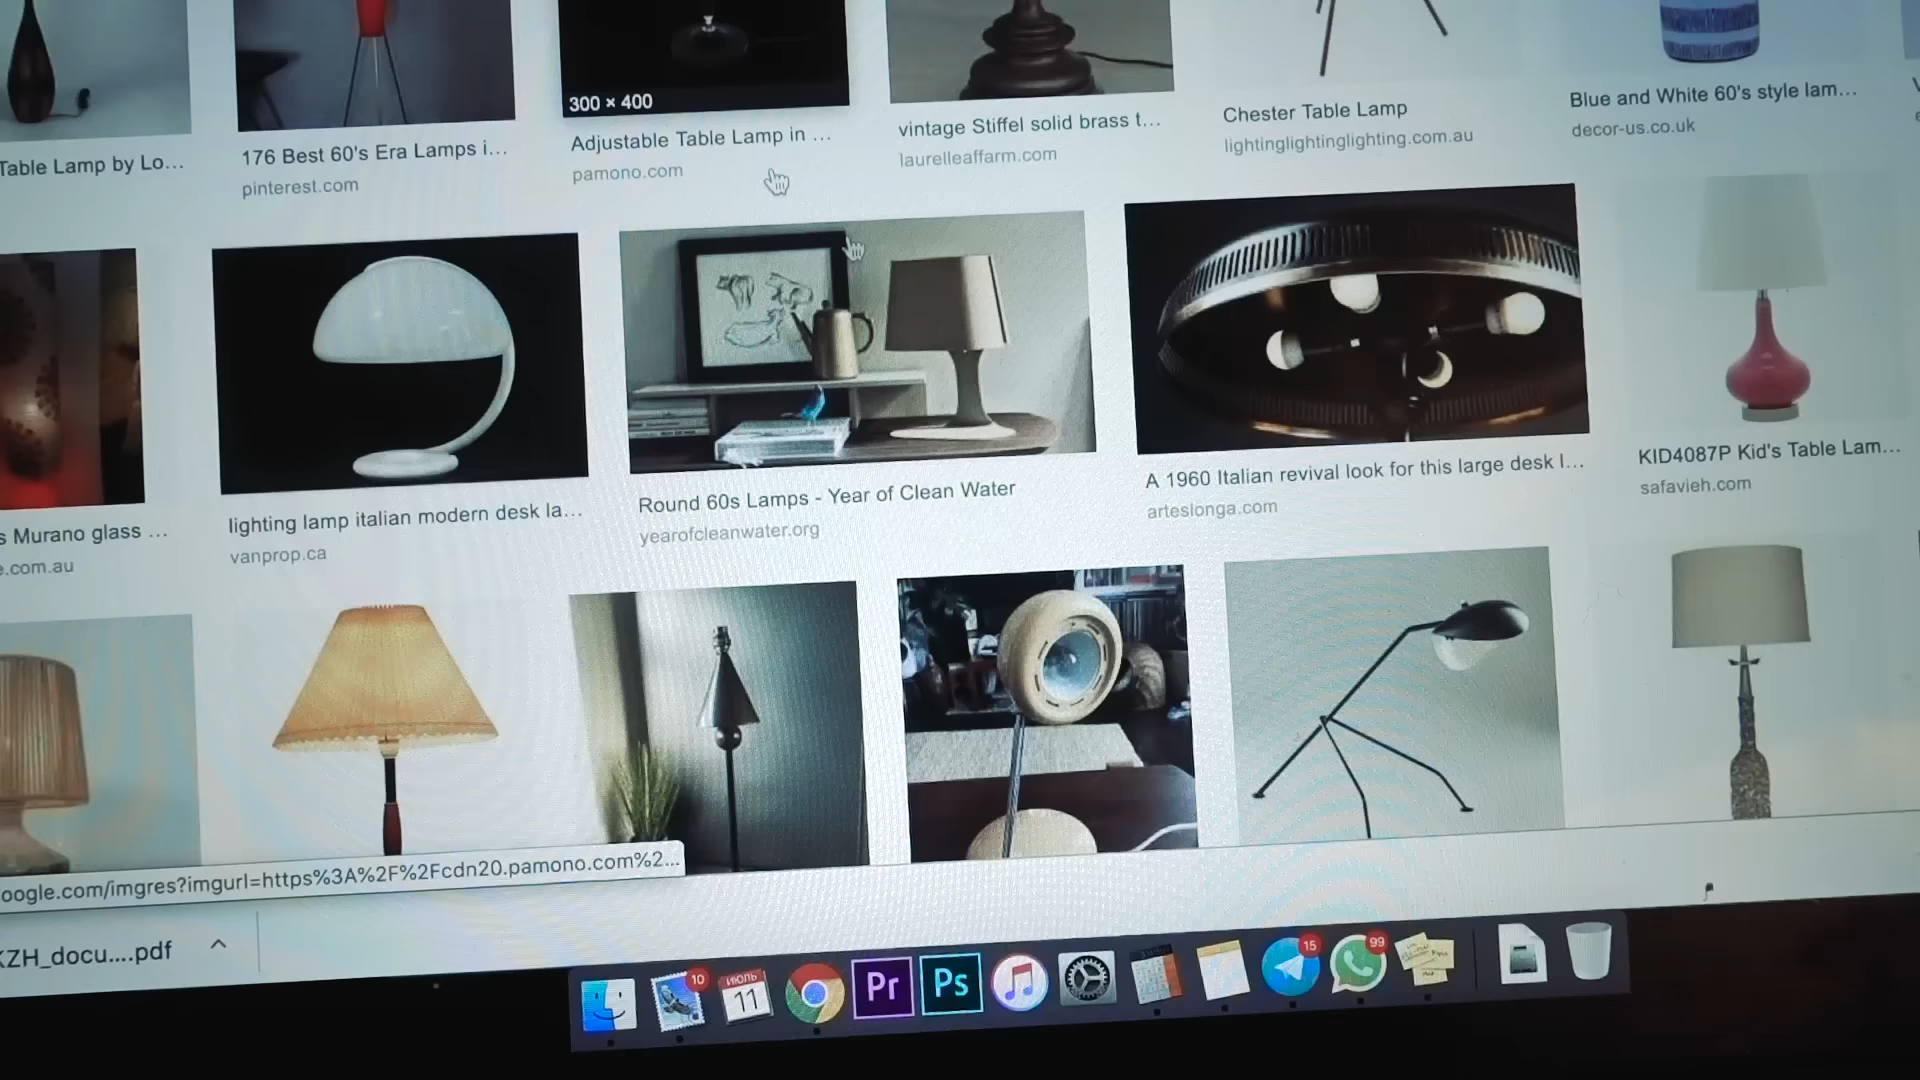 300 × 400
Table Lamp by Lo...
176 Best 60's Era Lamps i...
pinterest.com
Adjustable Table Lamp in ...
pamono.com
vintage Stiffel solid brass t...
laurelleaffarm.com
Chester Table Lamp
lightinglightinglighting.com.au
Blue and White 60's style lam...
decor-us.co.uk
s Murano glass ...
e.com.au
lighting lamp italian modern desk la...
vanprop.ca
Round 60s Lamps - Year of Clean Water
yearofcleanwater.org
A 1960 Italian revival look for this large desk l...
arteslonga.com
KID4087P Kid's Table Lam...
safavieh.com
oogle.com/imgres?imgurl=https%3A%2F%2Fcdn20.pamono.com%2...
KZH_docu....pdf
10
ИЮЛЬ
11
Pr
Ps
15
99